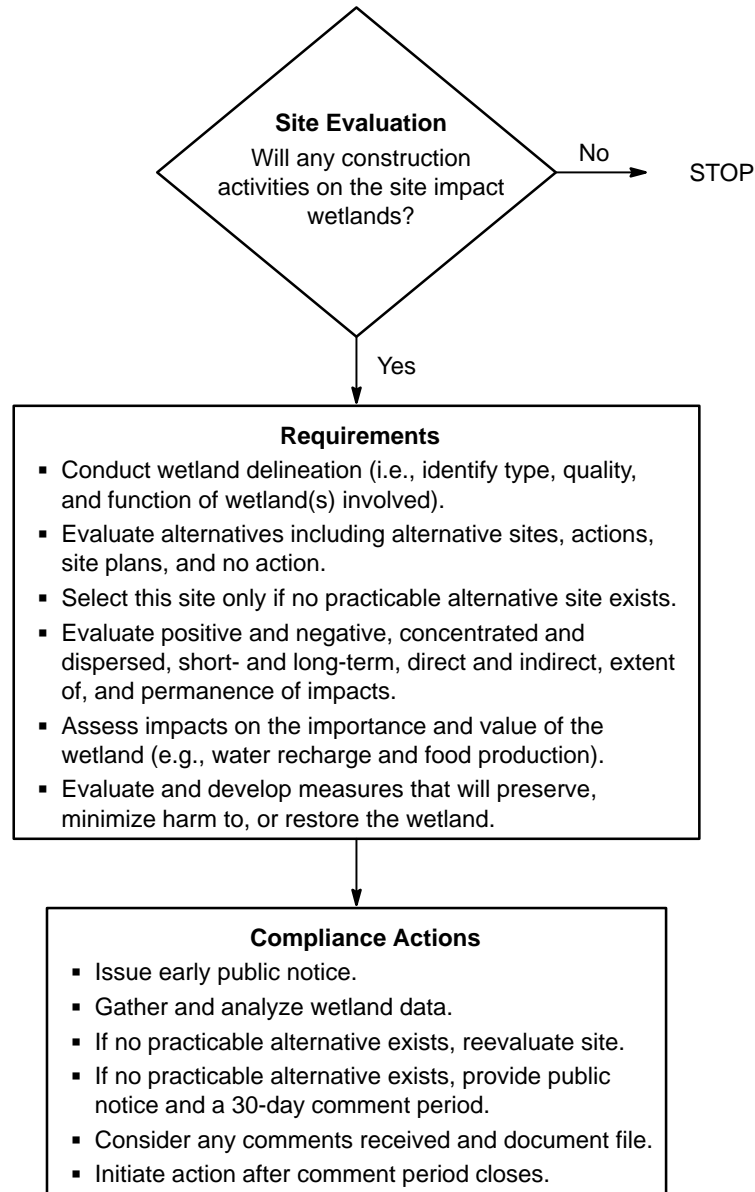 Site Evaluation
Will any construction
activities on the site impact
wetlands?
No
STOP
Yes
Requirements
▪ Conduct wetland delineation (i.e., identify type, quality,
and function of wetland(s) involved).
▪ Evaluate alternatives including alternative sites, actions,
site plans, and no action.
▪ Select this site only if no practicable alternative site exists.
▪ Evaluate positive and negative, concentrated and
dispersed, short- and long-term, direct and indirect, extent
of, and permanence of impacts.
▪ Assess impacts on the importance and value of the
wetland (e.g., water recharge and food production).
▪ Evaluate and develop measures that will preserve,
minimize harm to, or restore the wetland.
Compliance Actions
▪ Issue early public notice.
▪ Gather and analyze wetland data.
▪ If no practicable alternative exists, reevaluate site.
▪ If no practicable alternative exists, provide public
notice and a 30-day comment period.
▪ Consider any comments received and document file.
▪ Initiate action after comment period closes.